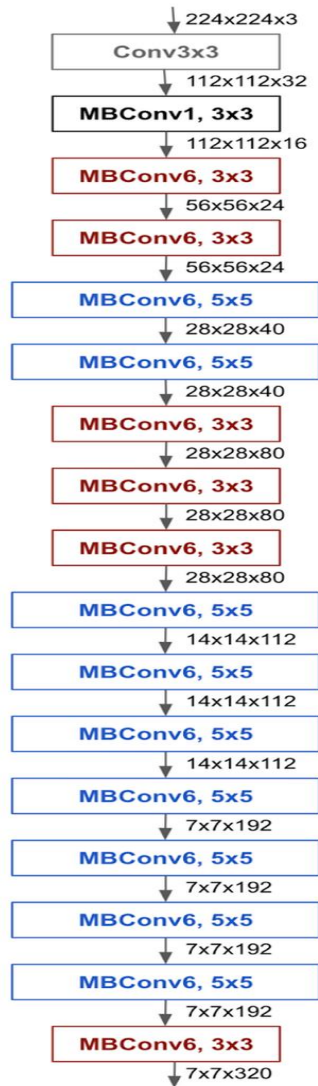 224x224x3
Conv3x3
112x112x32
MBConv1, 3x3
112x112x16
MBConv6, 3x3
56x56x24
MBConv6, 3x3
56x56x24
MBConv6, 5x5
28x28x40
MBConv6, 5x5
28x28x40
MBConv6, 3x3
28x28x80
MBConv6, 3x3
28x28x80
MBConv6, 3x3
28x28x80
MBConv6, 5x5
14x14x112
MBConv6, 5x5
14x14x112
MBConv6, 5x5
14x14x112
MBConv6, 5x5
7x7x192
MBConv6, 5x5
7x7x192
MBConv6, 5x5
7x7x192
MBConv6, 5x5
7x7x192
MBConv6, 3x3
7x7x320